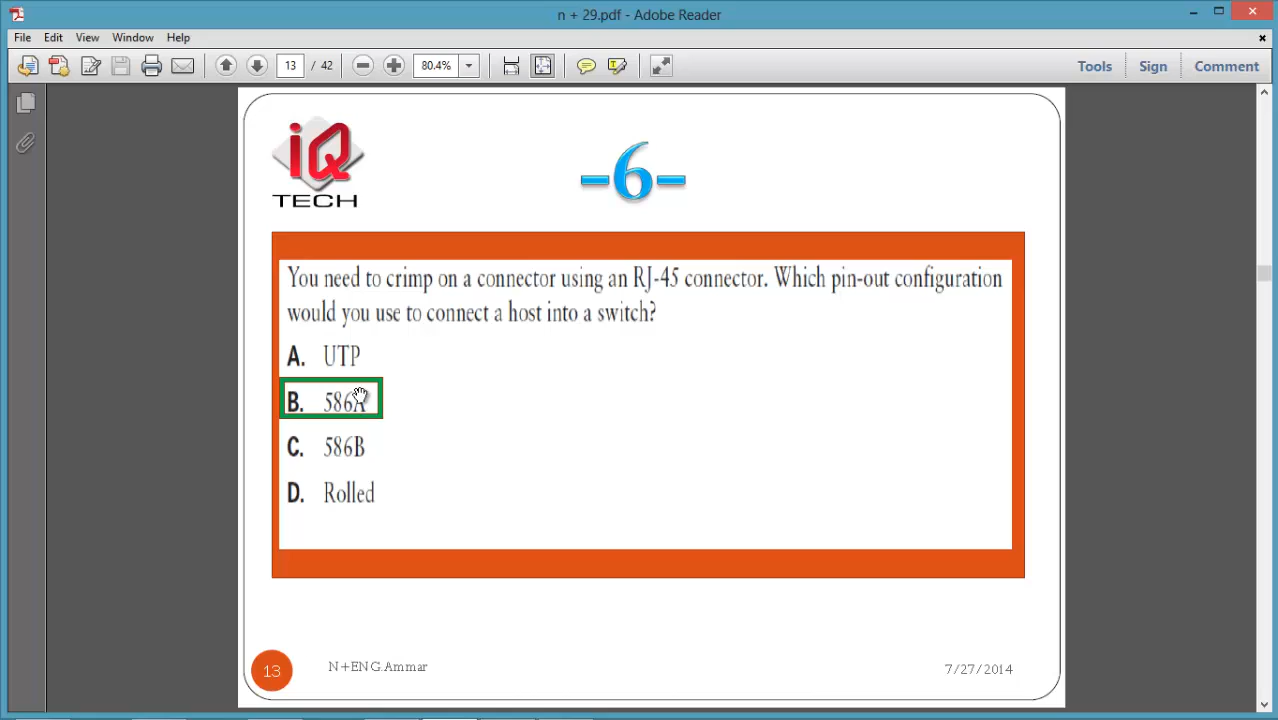 n + 29.pdf - Adobe Reader
File Edit View Window Help
13 / 42 80.4% Tools Sign Comment
iQ
TECH
-6-
You need to crimp on a connector using an RJ-45 connector. Which pin-out configuration
would you use to connect a host into a switch?
A. UTP
B. 586A
C. 586B
D. Rolled
13 N+ENG.Ammar 7/27/2014